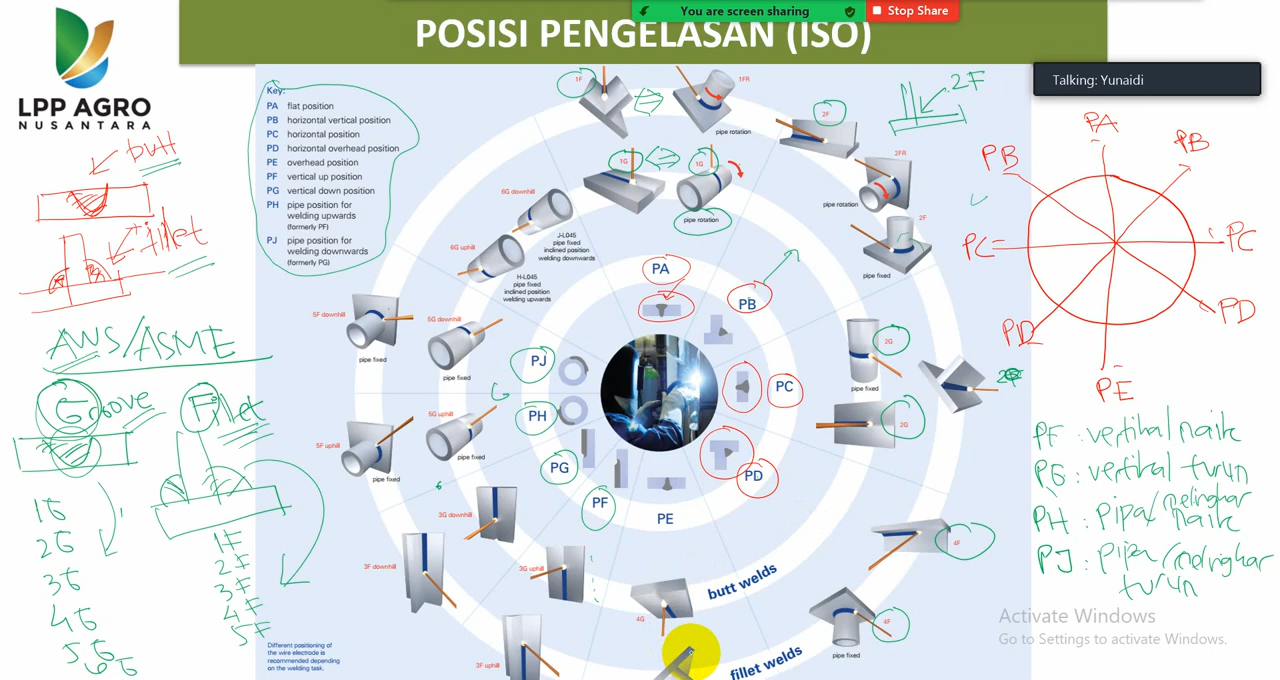 You are screen sharing
Stop Share
POSISI PENGELASAN (ISO)
LPP AGRO
NUSANTARA
Talking: Yunaidi
Key:
PA flat position
PB horizontal vertical position
PC horizontal position
PD horizontal overhead position
PE overhead position
PF vertical up position
PG vertical down position
PH pipe position for
welding upwards
(formerly PF)
PJ pipe position for
welding downwards
(formerly PG)
butt
fillet
AWS/ASME
Groove
Fillet
1G
2G
3G
4G
5G
6G
1F
2F
3F
4F
5F
1F
1FR
pipe rotation
2F
2F
2FR
pipe rotation
2F
pipe fixed
1G
1G
pipe rotation
6G downhill
J-L045
pipe fixed
inclined position
welding downwards
6G uphill
H-L045
pipe fixed
inclined position
welding upwards
5F downhill
pipe fixed
5G downhill
pipe fixed
5F uphill
pipe fixed
5G uphill
pipe fixed
3G downhill
3F downhill
3G uphill
3F uphill
4G
2G
pipe fixed
2G
2F
4F
4F
pipe fixed
PA
PB
PC
PD
PE
PF
PG
PH
PJ
butt welds
fillet welds
Different positioning of
the wire electrode is
recommended depending
on the welding task.
PA
PB
PB
PC
PC
PD
PD
PE
PF : vertikal naik
PG : vertikal turun
PH : pipa/melingkar
naik
PJ : pipa/melingkar
turun
Activate Windows
Go to Settings to activate Windows.